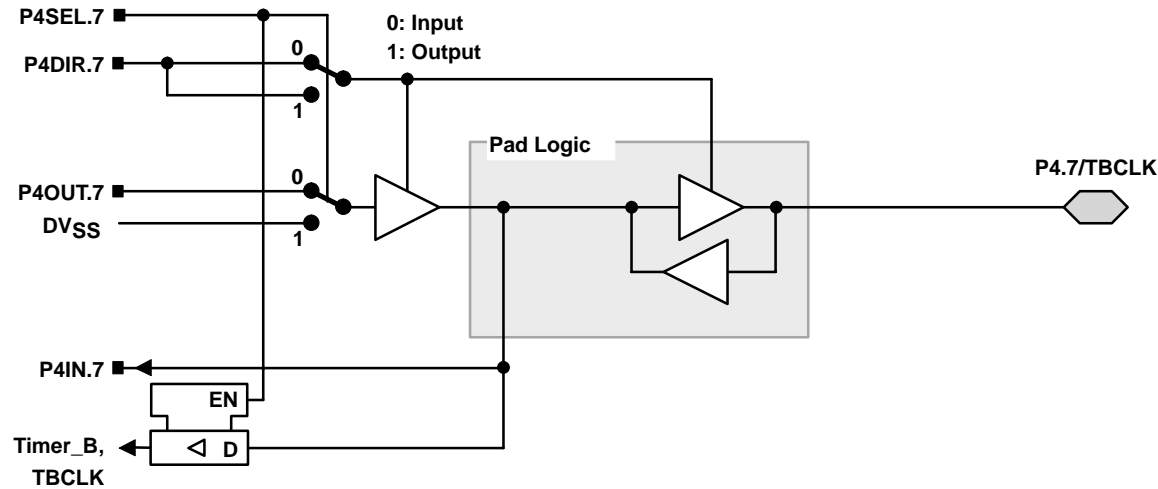 P4SEL.7
0: Input
1: Output
P4DIR.7
0
1
Pad Logic
P4.7/TBCLK
P4OUT.7
0
DVSS
1
P4IN.7
EN
Timer_B,
TBCLK
D